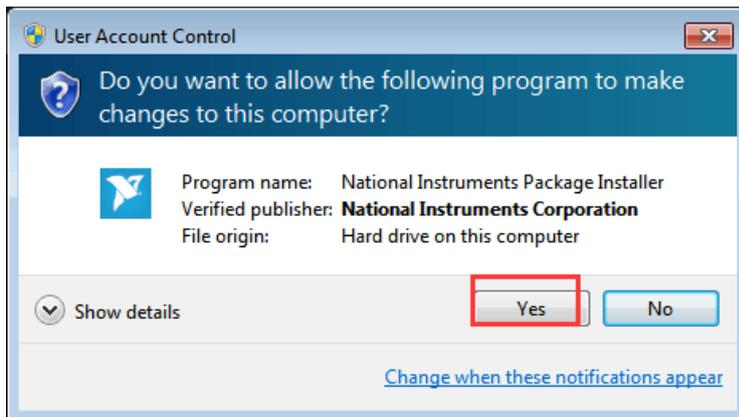 User Account Control
Do you want to allow the following program to make
changes to this computer?
Program name: National Instruments Package Installer
Verified publisher: National Instruments Corporation
File origin: Hard drive on this computer
Show details Yes No
Change when these notifications appear